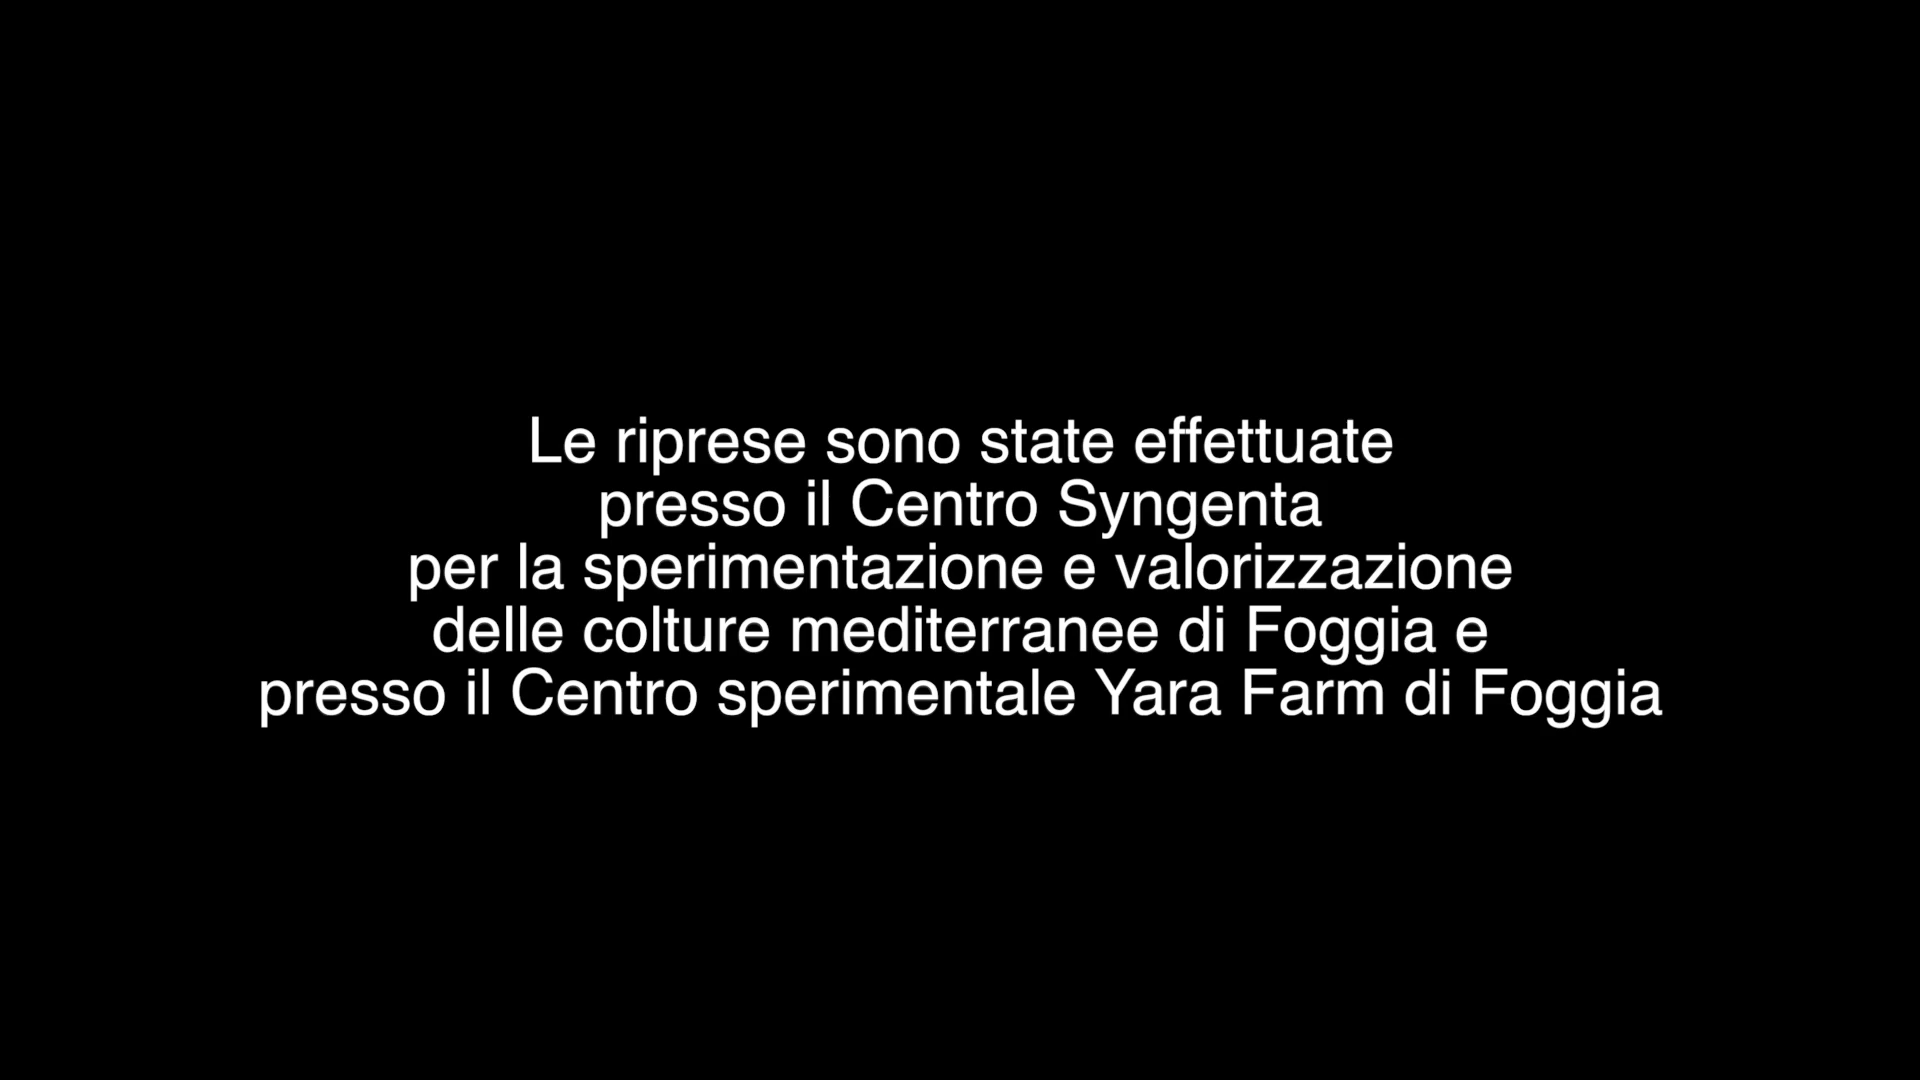 Le riprese sono state effettuate
presso il Centro Syngenta
per la sperimentazione e valorizzazione
delle colture mediterranee di Foggia e
presso il Centro sperimentale Yara Farm di Foggia